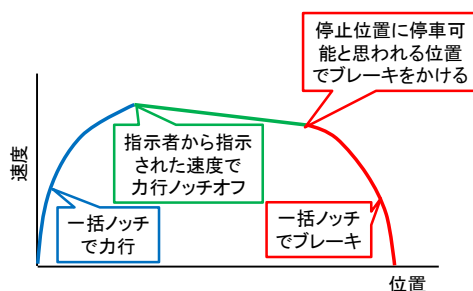 停止位置に停車可
能と思われる位置
でブレーキをかける
指示者から指示
された速度で
力行ノッチオフ
一括ノッチ
で力行
一括ノッチ
でブレーキ
速度
位置